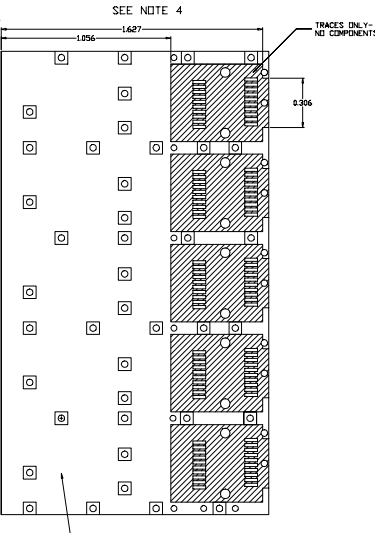 SEE NOTE 4
1.627
1.056
TRACES ONLY-
NO COMPONENTS
0.306